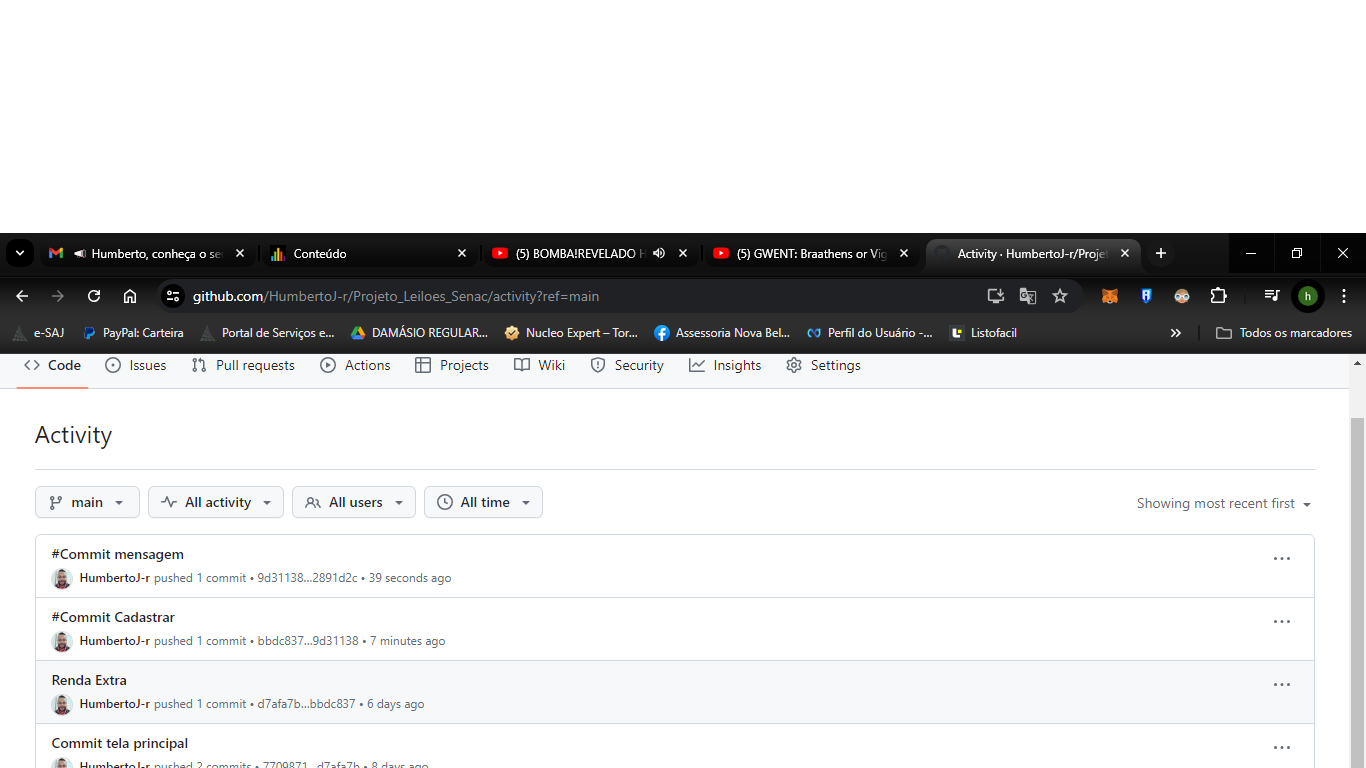 Humberto, conheça o se
Conteúdo
(5) BOMBA!REVELADO H
(5) GWENT: Braathens or Vig
Activity · HumbertoJ-r/Projet
github.com/HumbertoJ-r/Projeto_Leiloes_Senac/activity?ref=main
h
e-SAJ
PayPal: Carteira
Portal de Serviços e...
DAMÁSIO REGULAR...
Nucleo Expert – Tor...
Assessoria Nova Bel...
Perfil do Usuário -...
Listofacil
Todos os marcadores
Code
Issues
Pull requests
Actions
Projects
Wiki
Security
Insights
Settings
Activity
main
All activity
All users
All time
Showing most recent first
#Commit mensagem
HumbertoJ-r pushed 1 commit • 9d31138...2891d2c • 39 seconds ago
#Commit Cadastrar
HumbertoJ-r pushed 1 commit • bbdc837...9d31138 • 7 minutes ago
Renda Extra
HumbertoJ-r pushed 1 commit • d7afa7b...bbdc837 • 6 days ago
Commit tela principal
HumbertoJ-r pushed 2 commits • 7709871...d7afa7b • 8 days ago